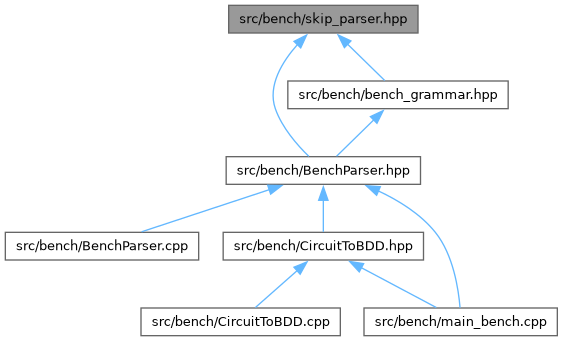 src/bench/skip_parser.hpp
src/bench/bench_grammar.hpp
src/bench/BenchParser.hpp
src/bench/BenchParser.cpp
src/bench/CircuitToBDD.hpp
src/bench/CircuitToBDD.cpp
src/bench/main_bench.cpp